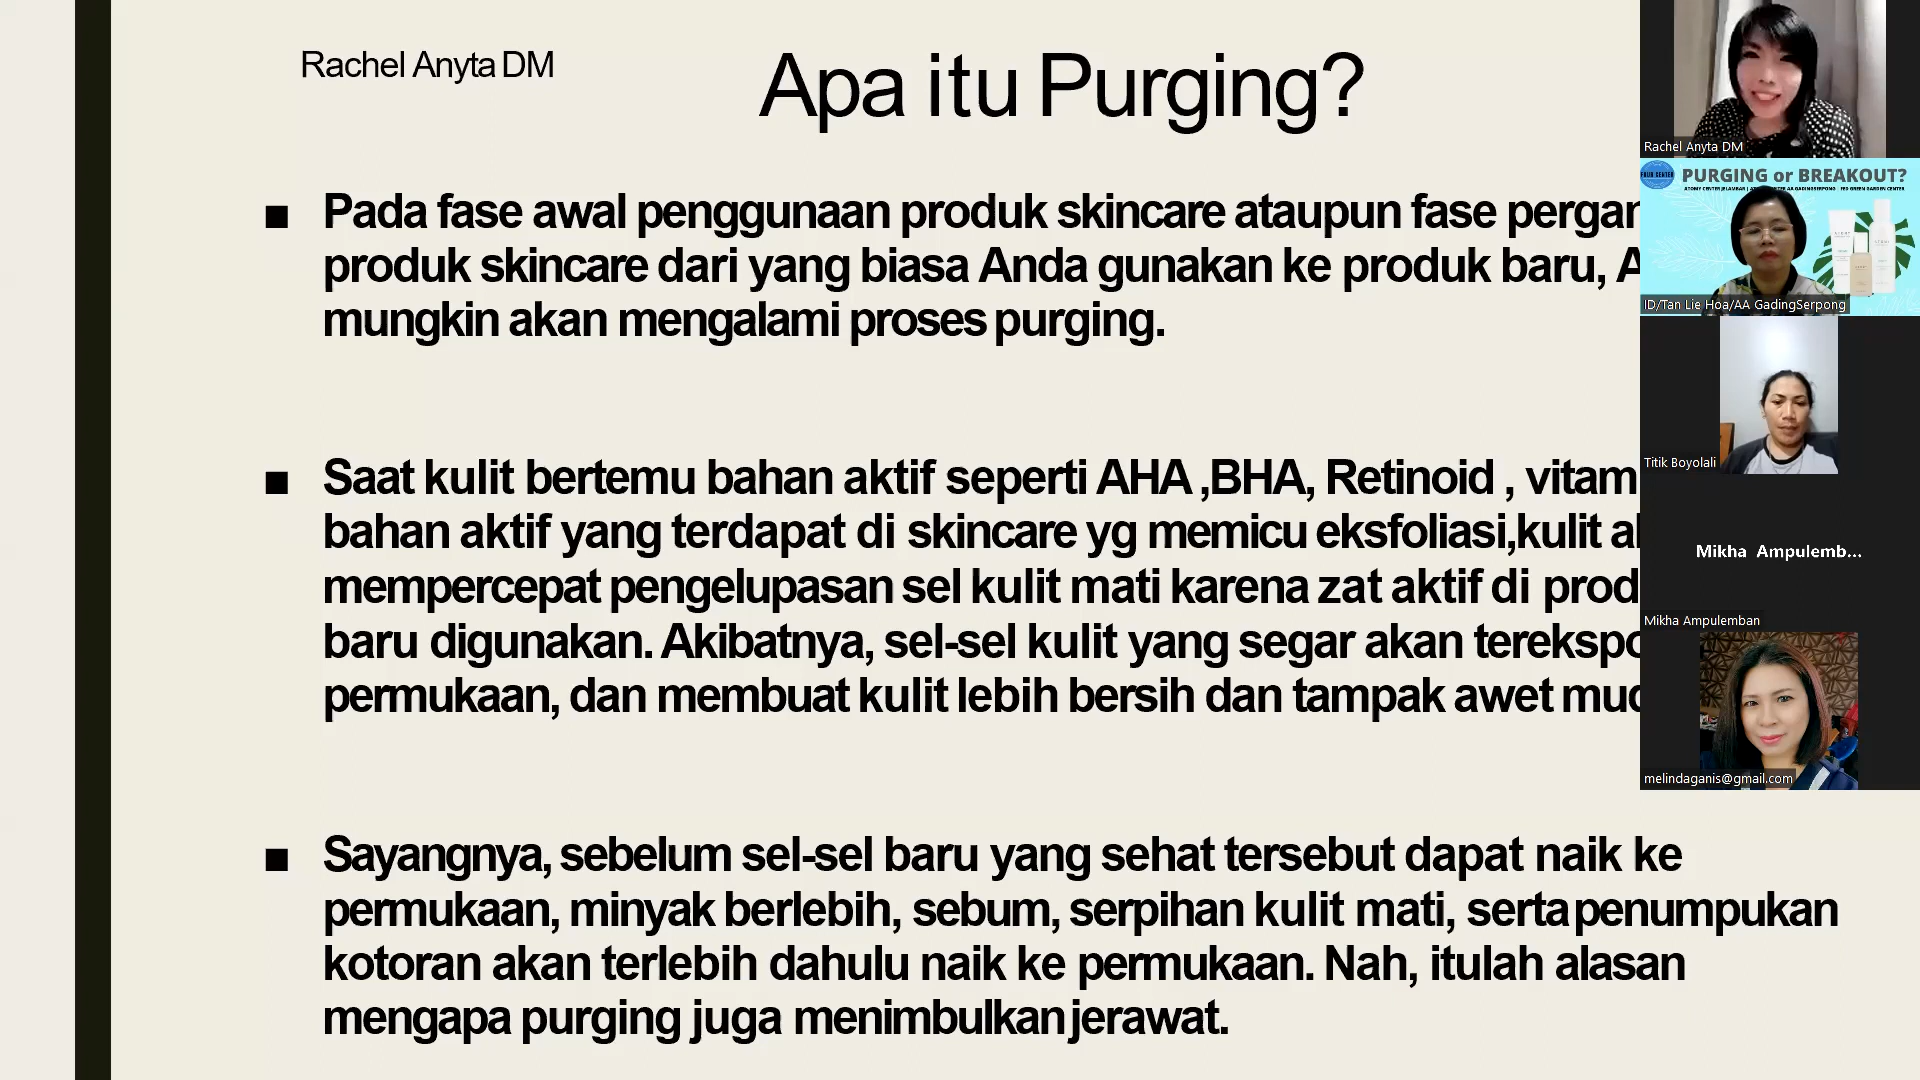 Rachel Anyta DM
Apa itu Purging?
■ Pada fase awal penggunaan produk skincare ataupun fase
produk skincare dari yang biasa Anda gunakan ke produk baru,
mungkin akan mengalami proses purging.
■ Saat kulit bertemu bahan aktif seperti AHA ,BHA, Retinoid ,
bahan aktif yang terdapat di skincare yg memicu eksfoliasi,kulit
mempercepat pengelupasan sel kulit mati karena zat aktif di
baru digunakan. Akibatnya, sel-sel kulit yang segar akan
permukaan, dan membuat kulit lebih bersih dan tampak awet
■ Sayangnya, sebelum sel-sel baru yang sehat tersebut dapat naik ke
permukaan, minyak berlebih, sebum, serpihan kulit mati, serta penumpukan
kotoran akan terlebih dahulu naik ke permukaan. Nah, itulah alasan
mengapa purging juga menimbulkan jerawat.
Rachel Anyta DM
PURGING or BREAKOUT?
ID/Tan Lie Hoa/AA GadingSerpong
Titik Boyolali
Mikha Ampulemb...
Mikha Ampulemban
melindaganis@gmail.com